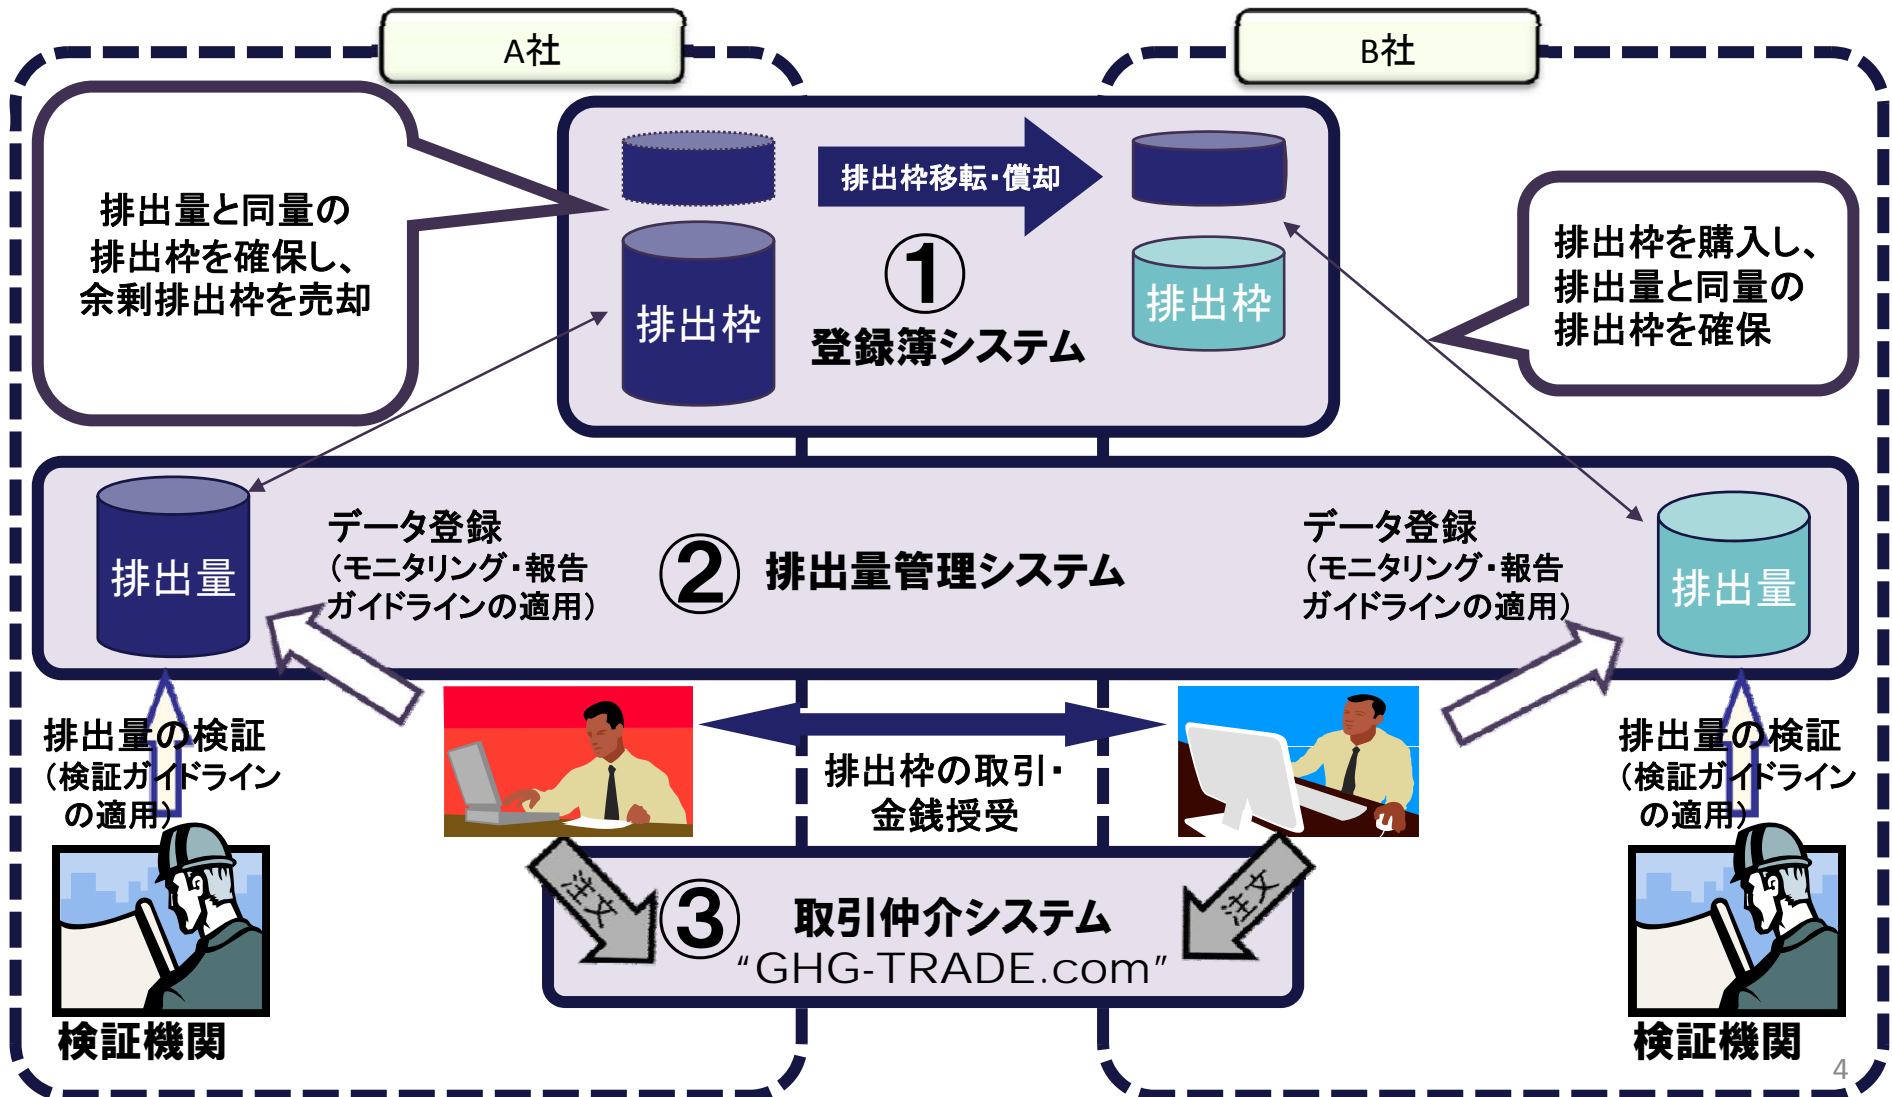 A社
B社
排出量と同量の
排出枠を確保し、
余剰排出枠を売却
排出枠移転・償却
排出枠
①
登録簿システム
排出枠
排出枠を購入し、
排出量と同量の
排出枠を確保
排出量
データ登録
（モニタリング・報告
ガイドラインの適用）
② 排出量管理システム
データ登録
（モニタリング・報告
ガイドラインの適用）
排出量
排出量の検証
（検証ガイドライン
の適用）
排出枠の取引・
金銭授受
排出量の検証
（検証ガイドライン
の適用）
注文
③ 取引仲介システム
“GHG-TRADE.com”
注文
検証機関
検証機関
4